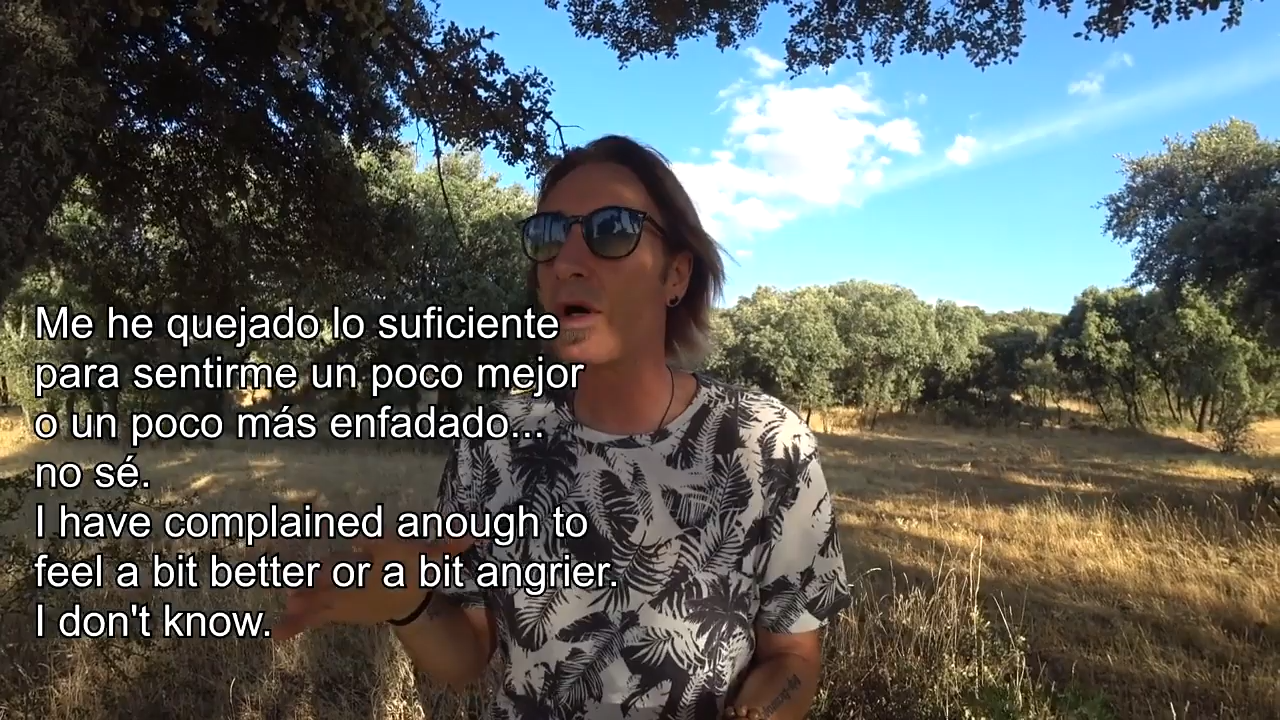 Me he quejado lo suficiente
para sentirme un poco mejor
o un poco más enfadado...
no sé.
I have complained anough to
feel a bit better or a bit angrier.
I don't know.